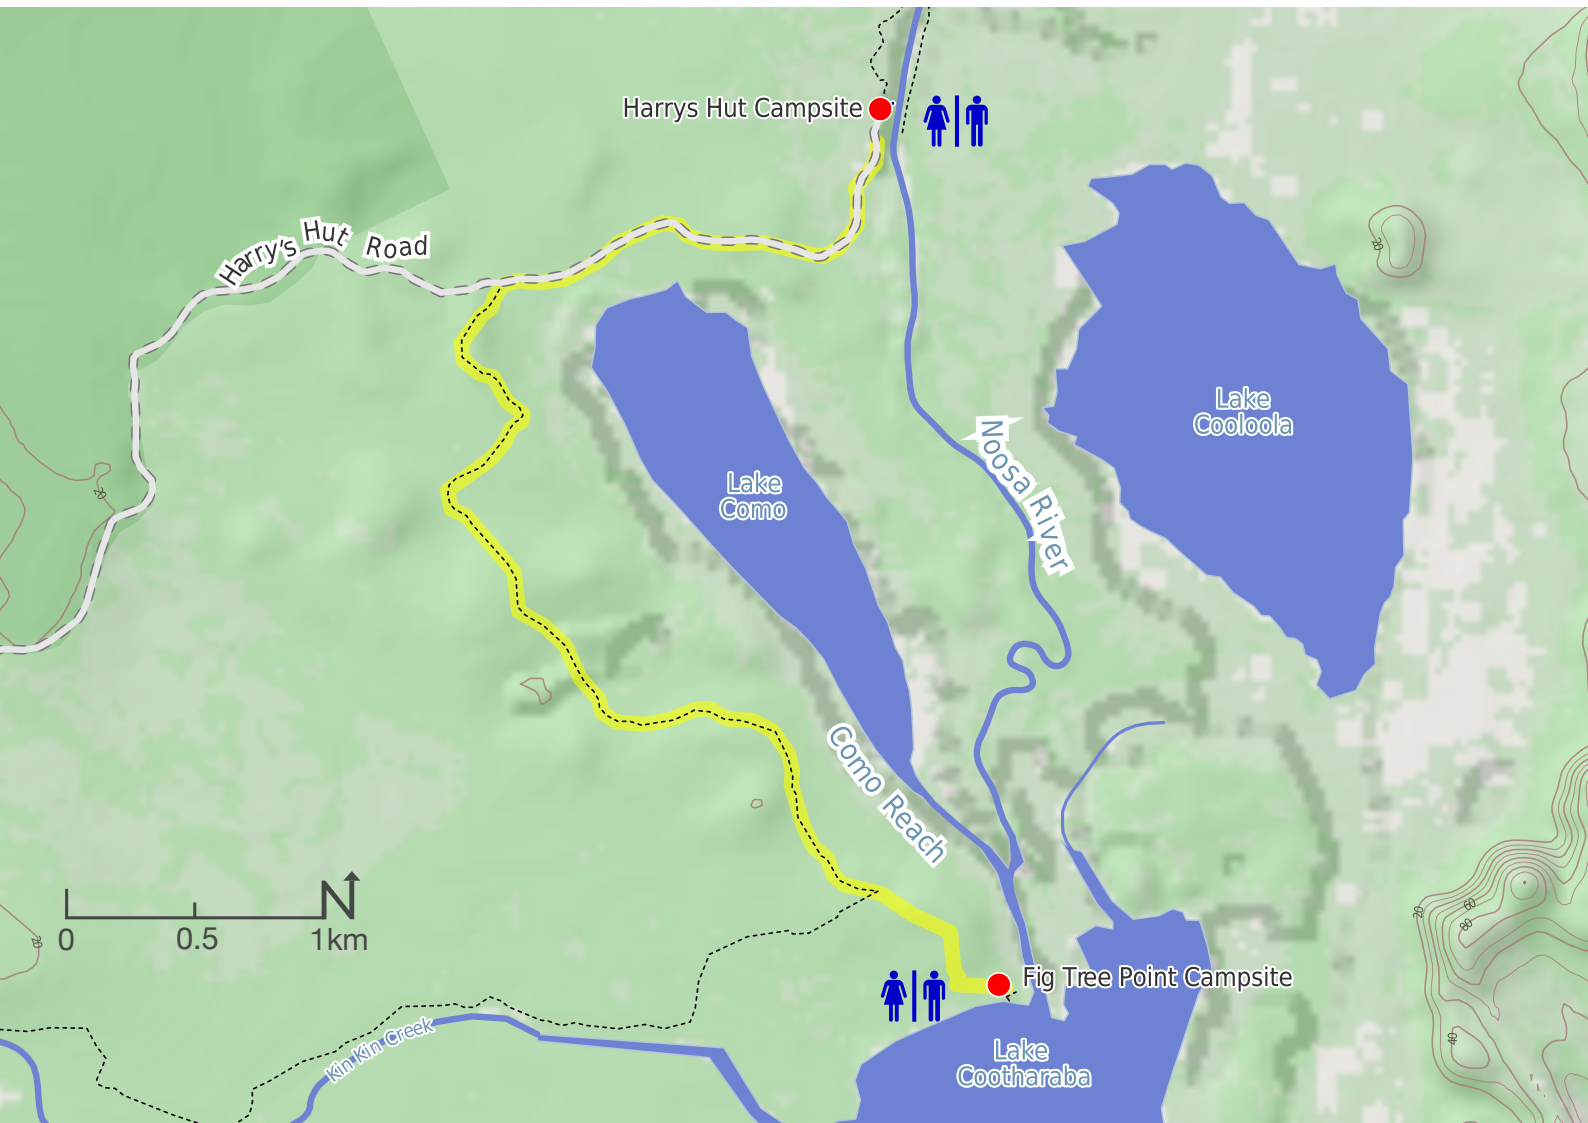 Harrys Hut Campsite
Harry's Hut Road
20
Lake
Cooloola
Noosa River
Lake
Como
20
Como Reach
20
60
80
N
0 0.5 1km
20
Fig Tree Point Campsite
Kin Kin Creek
Lake
Cootharaba
40